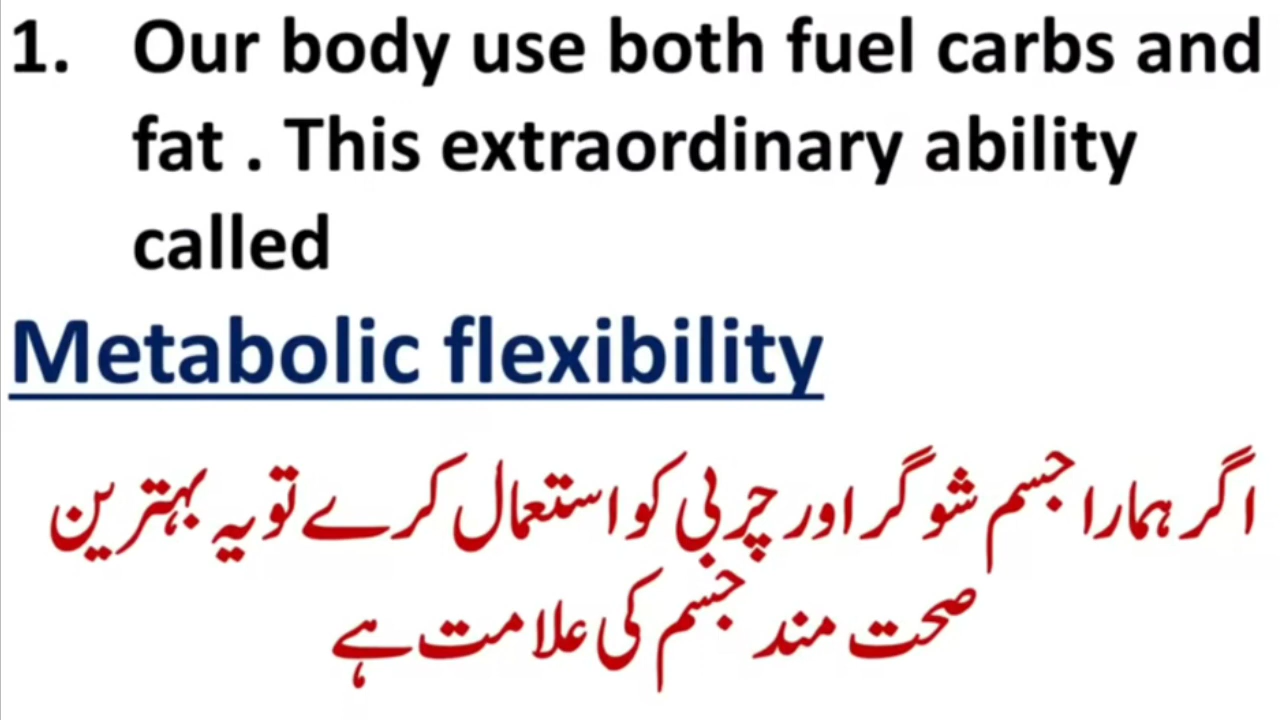 1. Our body use both fuel carbs and
fat . This extraordinary ability
called
Metabolic flexibility
اگر ہمارا جسم شوگر اور چربی کو استعمال کرے تو یہ بہترین
صحت مند جسم کی علامت ہے